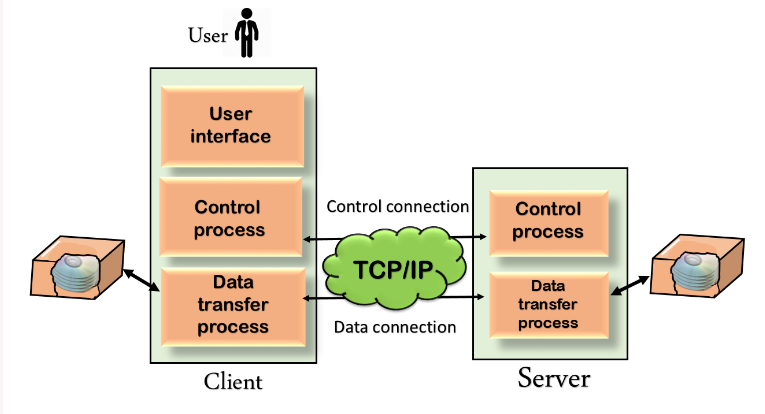 User
User
interface
Control
process
Data
transfer
process
Client
Control connection
TCP/IP
Data connection
Control
process
Data
transfer
process
Server